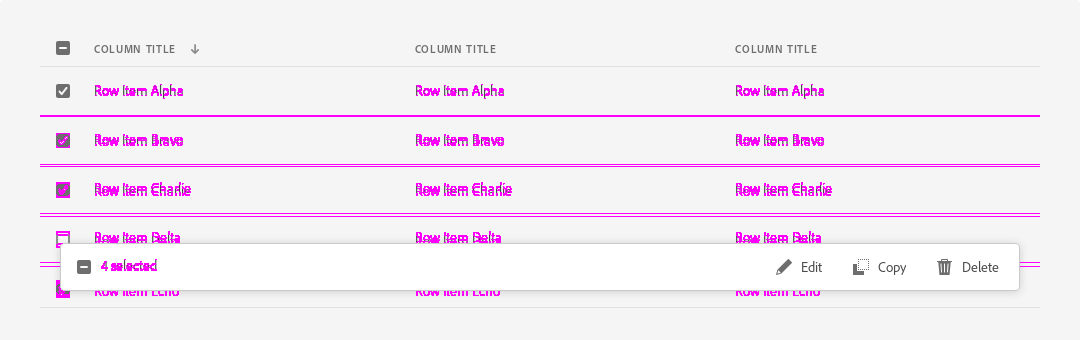 COLUMN TITLE COLUMN TITLE COLUMN TITLE
Row Item Alpha Row Item Alpha Row Item Alpha
Row Item Bravo Row Item Bravo Row Item Bravo
Row Item Charlie Row Item Charlie Row Item Charlie
Row Item Delta Row Item Delta Row Item Delta
4 selected Edit Copy Delete
Row Item Echo Row Item Echo Row Item Echo